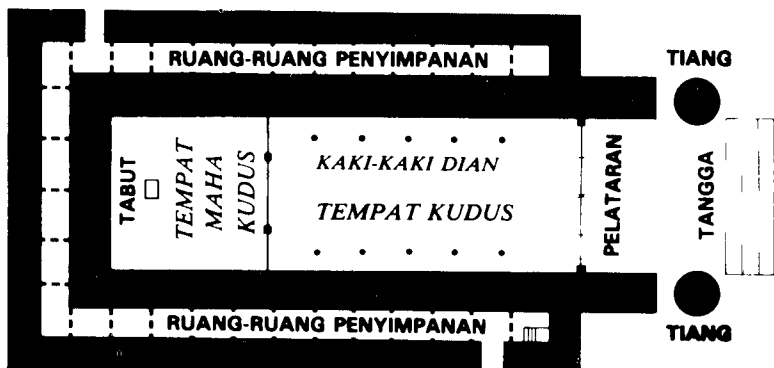 RUANG-RUANG PENYIMPANAN
TIANG
TABUT
TEMPAT
MAHA
KUDUS
KAKI-KAKI DIAN
TEMPAT KUDUS
PELATARAN
TANGGA
RUANG-RUANG PENYIMPANAN
TIANG